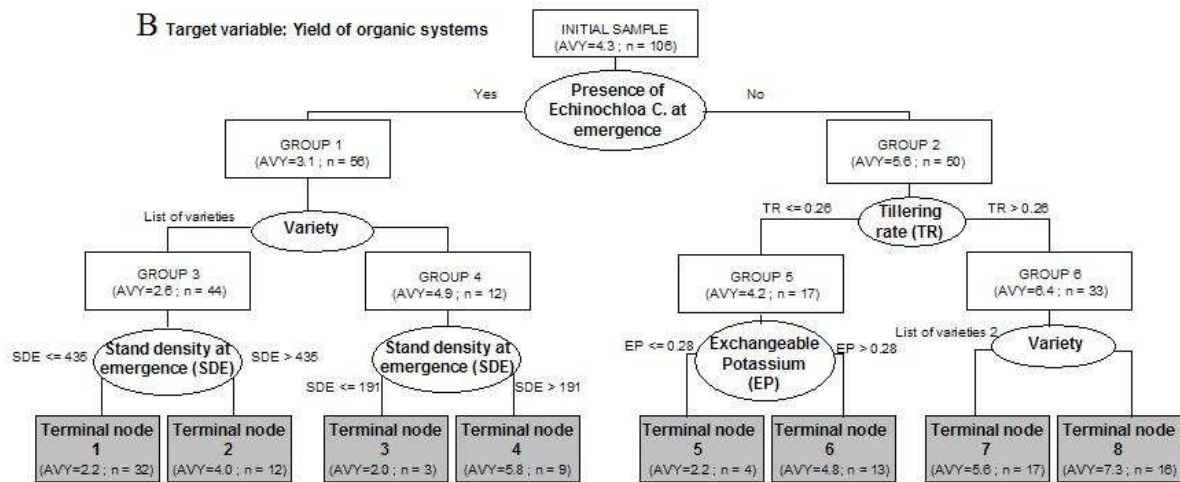 B Target variable: Yield of organic systems
INITIAL SAMPLE
(AVY=4.3 ; n = 106)
Yes
Presence of
Echinochloa C. at
emergence
No
GROUP 1
(AVY=3.1 ; n = 56)
GROUP 2
(AVY=5.6 ; n = 50)
List of varieties
Variety
TR <= 0.26
Tillering
rate (TR)
TR > 0.26
GROUP 3
(AVY=2.6 ; n = 44)
GROUP 4
(AVY=4.9 ; n = 12)
GROUP 5
(AVY=4.2 ; n = 17)
GROUP 6
(AVY=6.4 ; n = 33)
SDE <= 435
Stand density at
emergence (SDE)
SDE > 435
SDE <= 191
Stand density at
emergence (SDE)
SDE > 191
EP <= 0.28
Exchangeable
Potassium
(EP)
EP > 0.28
List of varieties 2
Variety
Terminal node
1
(AVY=2.2 ; n = 32)
Terminal node
2
(AVY=4.0 ; n = 12)
Terminal node
3
(AVY=2.0 ; n = 3)
Terminal node
4
(AVY=5.8 ; n = 9)
Terminal node
5
(AVY=2.2 ; n = 4)
Terminal node
6
(AVY=4.8 ; n = 13)
Terminal node
7
(AVY=5.6 ; n = 17)
Terminal node
8
(AVY=7.3 ; n = 16)